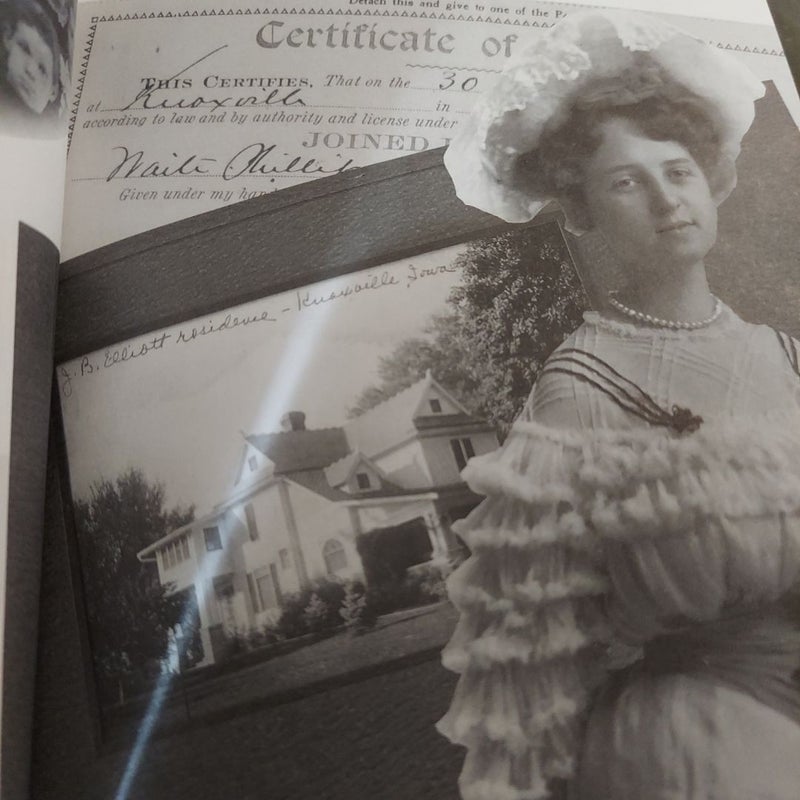 Detach this and give to one of the P
Certificate of
THIS CERTIFIES, That on the 30
at Knoxville in
according to law and by authority and license under
JOINED
Waite Phillip
Given under my hand
J. B. Elliott residence - Knoxville, Iowa